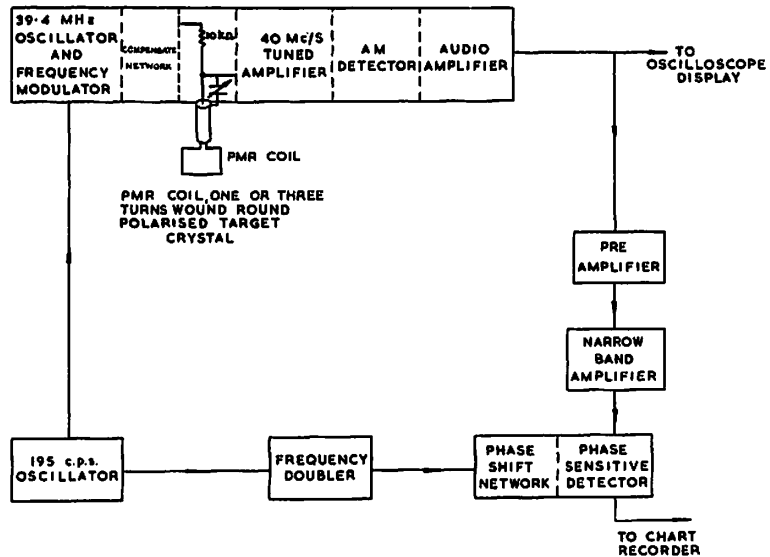 39·4 MHz
OSCILLATOR
AND
FREQUENCY
MODULATOR
COMPENSATE
NETWORK
10kΩ
40 Mc/S
TUNED
AMPLIFIER
AM
DETECTOR
AUDIO
AMPLIFIER
TO
OSCILLOSCOPE
DISPLAY
PMR COIL
PMR COIL, ONE OR THREE
TURNS WOUND ROUND
POLARISED TARGET
CRYSTAL
PRE
AMPLIFIER
NARROW
BAND
AMPLIFIER
195 c.p.s.
OSCILLATOR
FREQUENCY
DOUBLER
PHASE
SHIFT
NETWORK
PHASE
SENSITIVE
DETECTOR
TO CHART
RECORDER